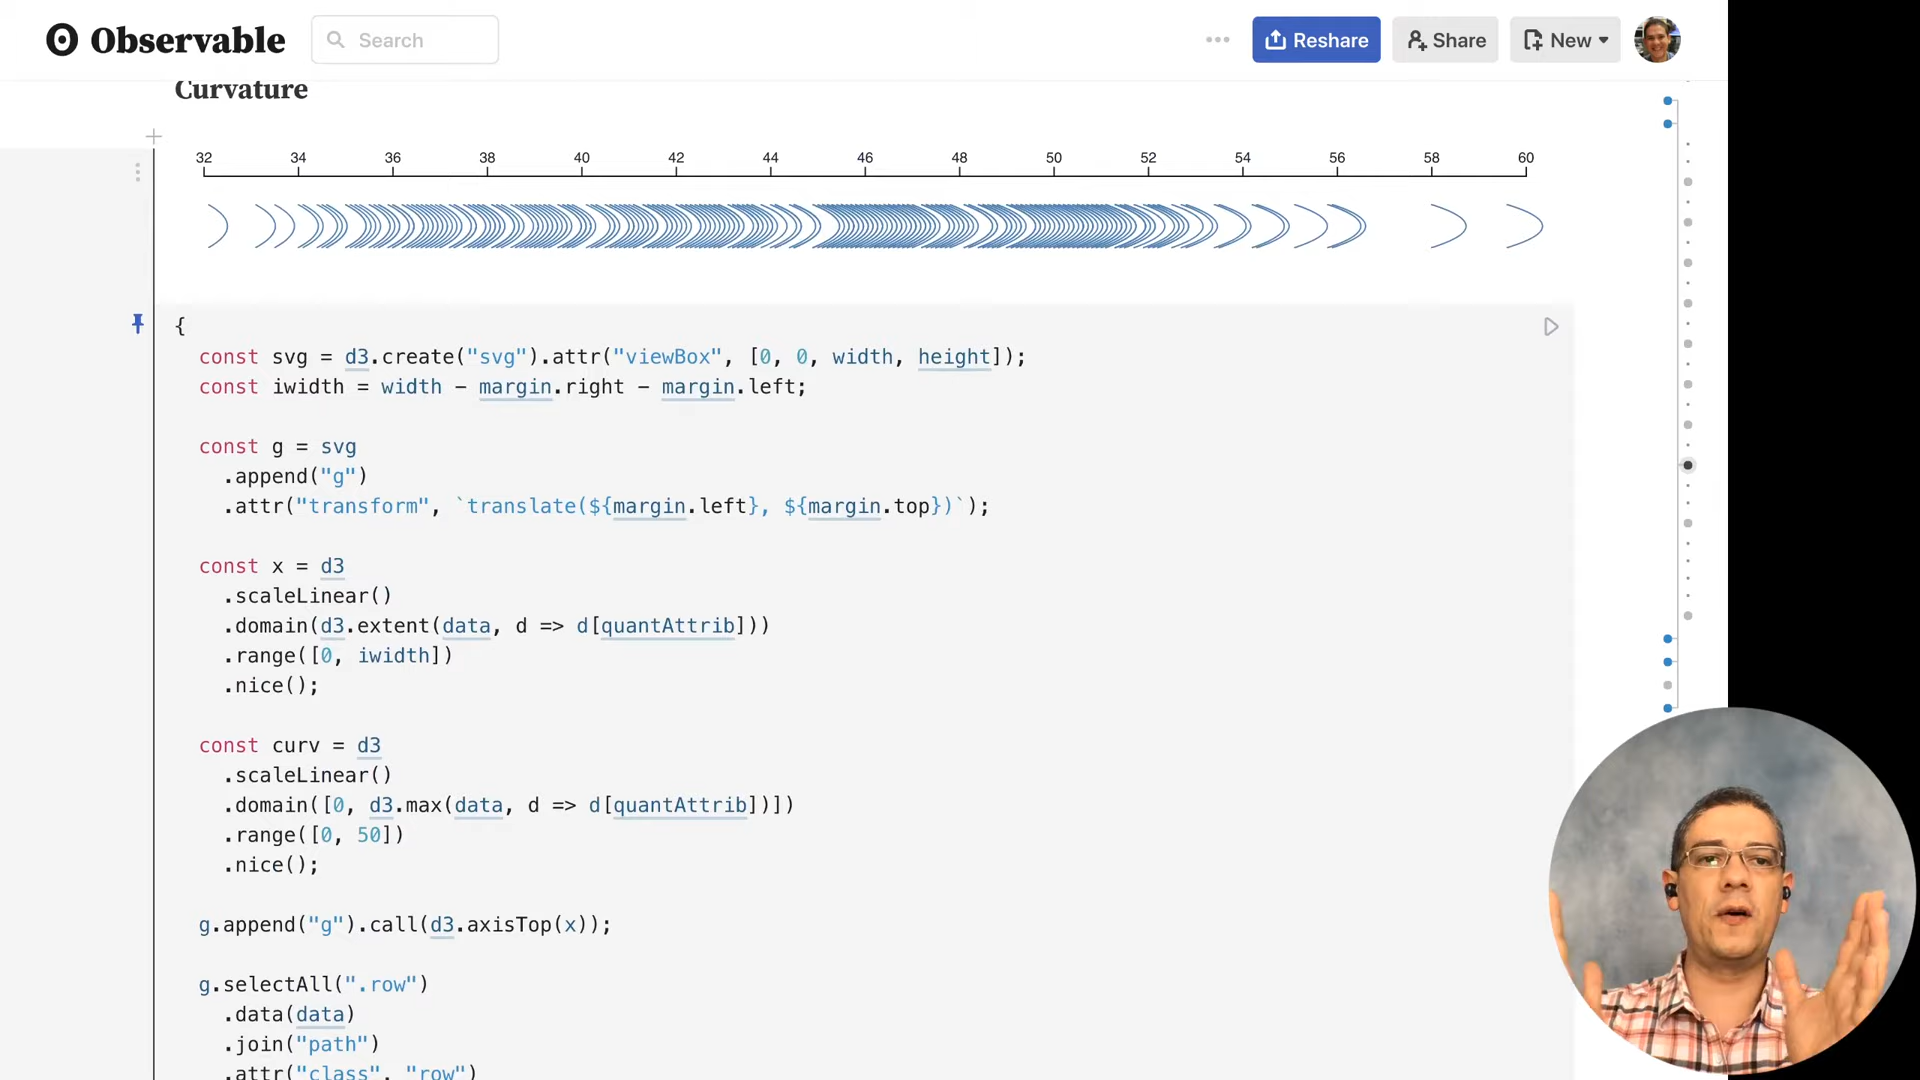 Observable
Search
Reshare
Share
New
Curvature
32 34 36 38 40 42 44 46 48 50 52 54 56 58 60
{
const svg = d3.create("svg").attr("viewBox", [0, 0, width, height]);
const iwidth = width - margin.right - margin.left;
const g = svg
.append("g")
.attr("transform", `translate(${margin.left}, ${margin.top})`);
const x = d3
.scaleLinear()
.domain(d3.extent(data, d => d[quantAttrib]))
.range([0, iwidth])
.nice();
const curv = d3
.scaleLinear()
.domain([0, d3.max(data, d => d[quantAttrib])])
.range([0, 50])
.nice();
g.append("g").call(d3.axisTop(x));
g.selectAll(".row")
.data(data)
.join("path")
.attr("class", "row")